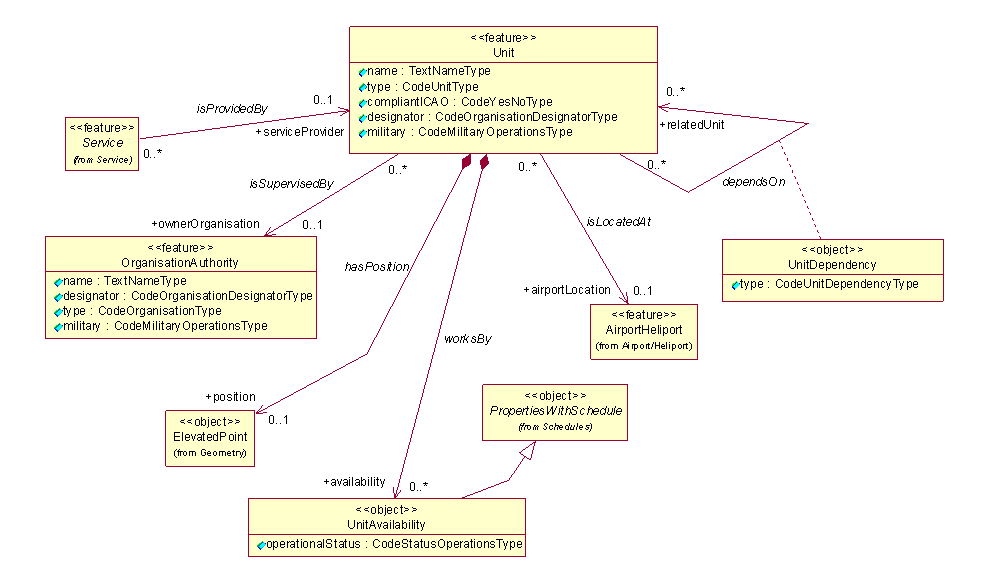 <<feature>>
Unit
name : TextNameType
type : CodeUnitType
compliantICAO : CodeYesNoType
designator : CodeOrganisationDesignatorType
military : CodeMilitaryOperationsType
isProvidedBy
0..1
+serviceProvider
<<feature>>
Service
(from Service)
0..*
0..*
+relatedUnit
0..*
dependsOn
isSupervisedBy
0..*
+ownerOrganisation
0..1
0..*
isLocatedAt
+airportLocation
0..1
<<feature>>
OrganisationAuthority
name : TextNameType
designator : CodeOrganisationDesignatorType
type : CodeOrganisationType
military : CodeMilitaryOperationsType
<<object>>
UnitDependency
type : CodeUnitDependencyType
hasPosition
<<feature>>
AirportHeliport
(from Airport/Heliport)
worksBy
+position
0..1
<<object>>
ElevatedPoint
(from Geometry)
<<object>>
PropertiesWithSchedule
(from Schedules)
+availability
0..*
<<object>>
UnitAvailability
operationalStatus : CodeStatusOperationsType